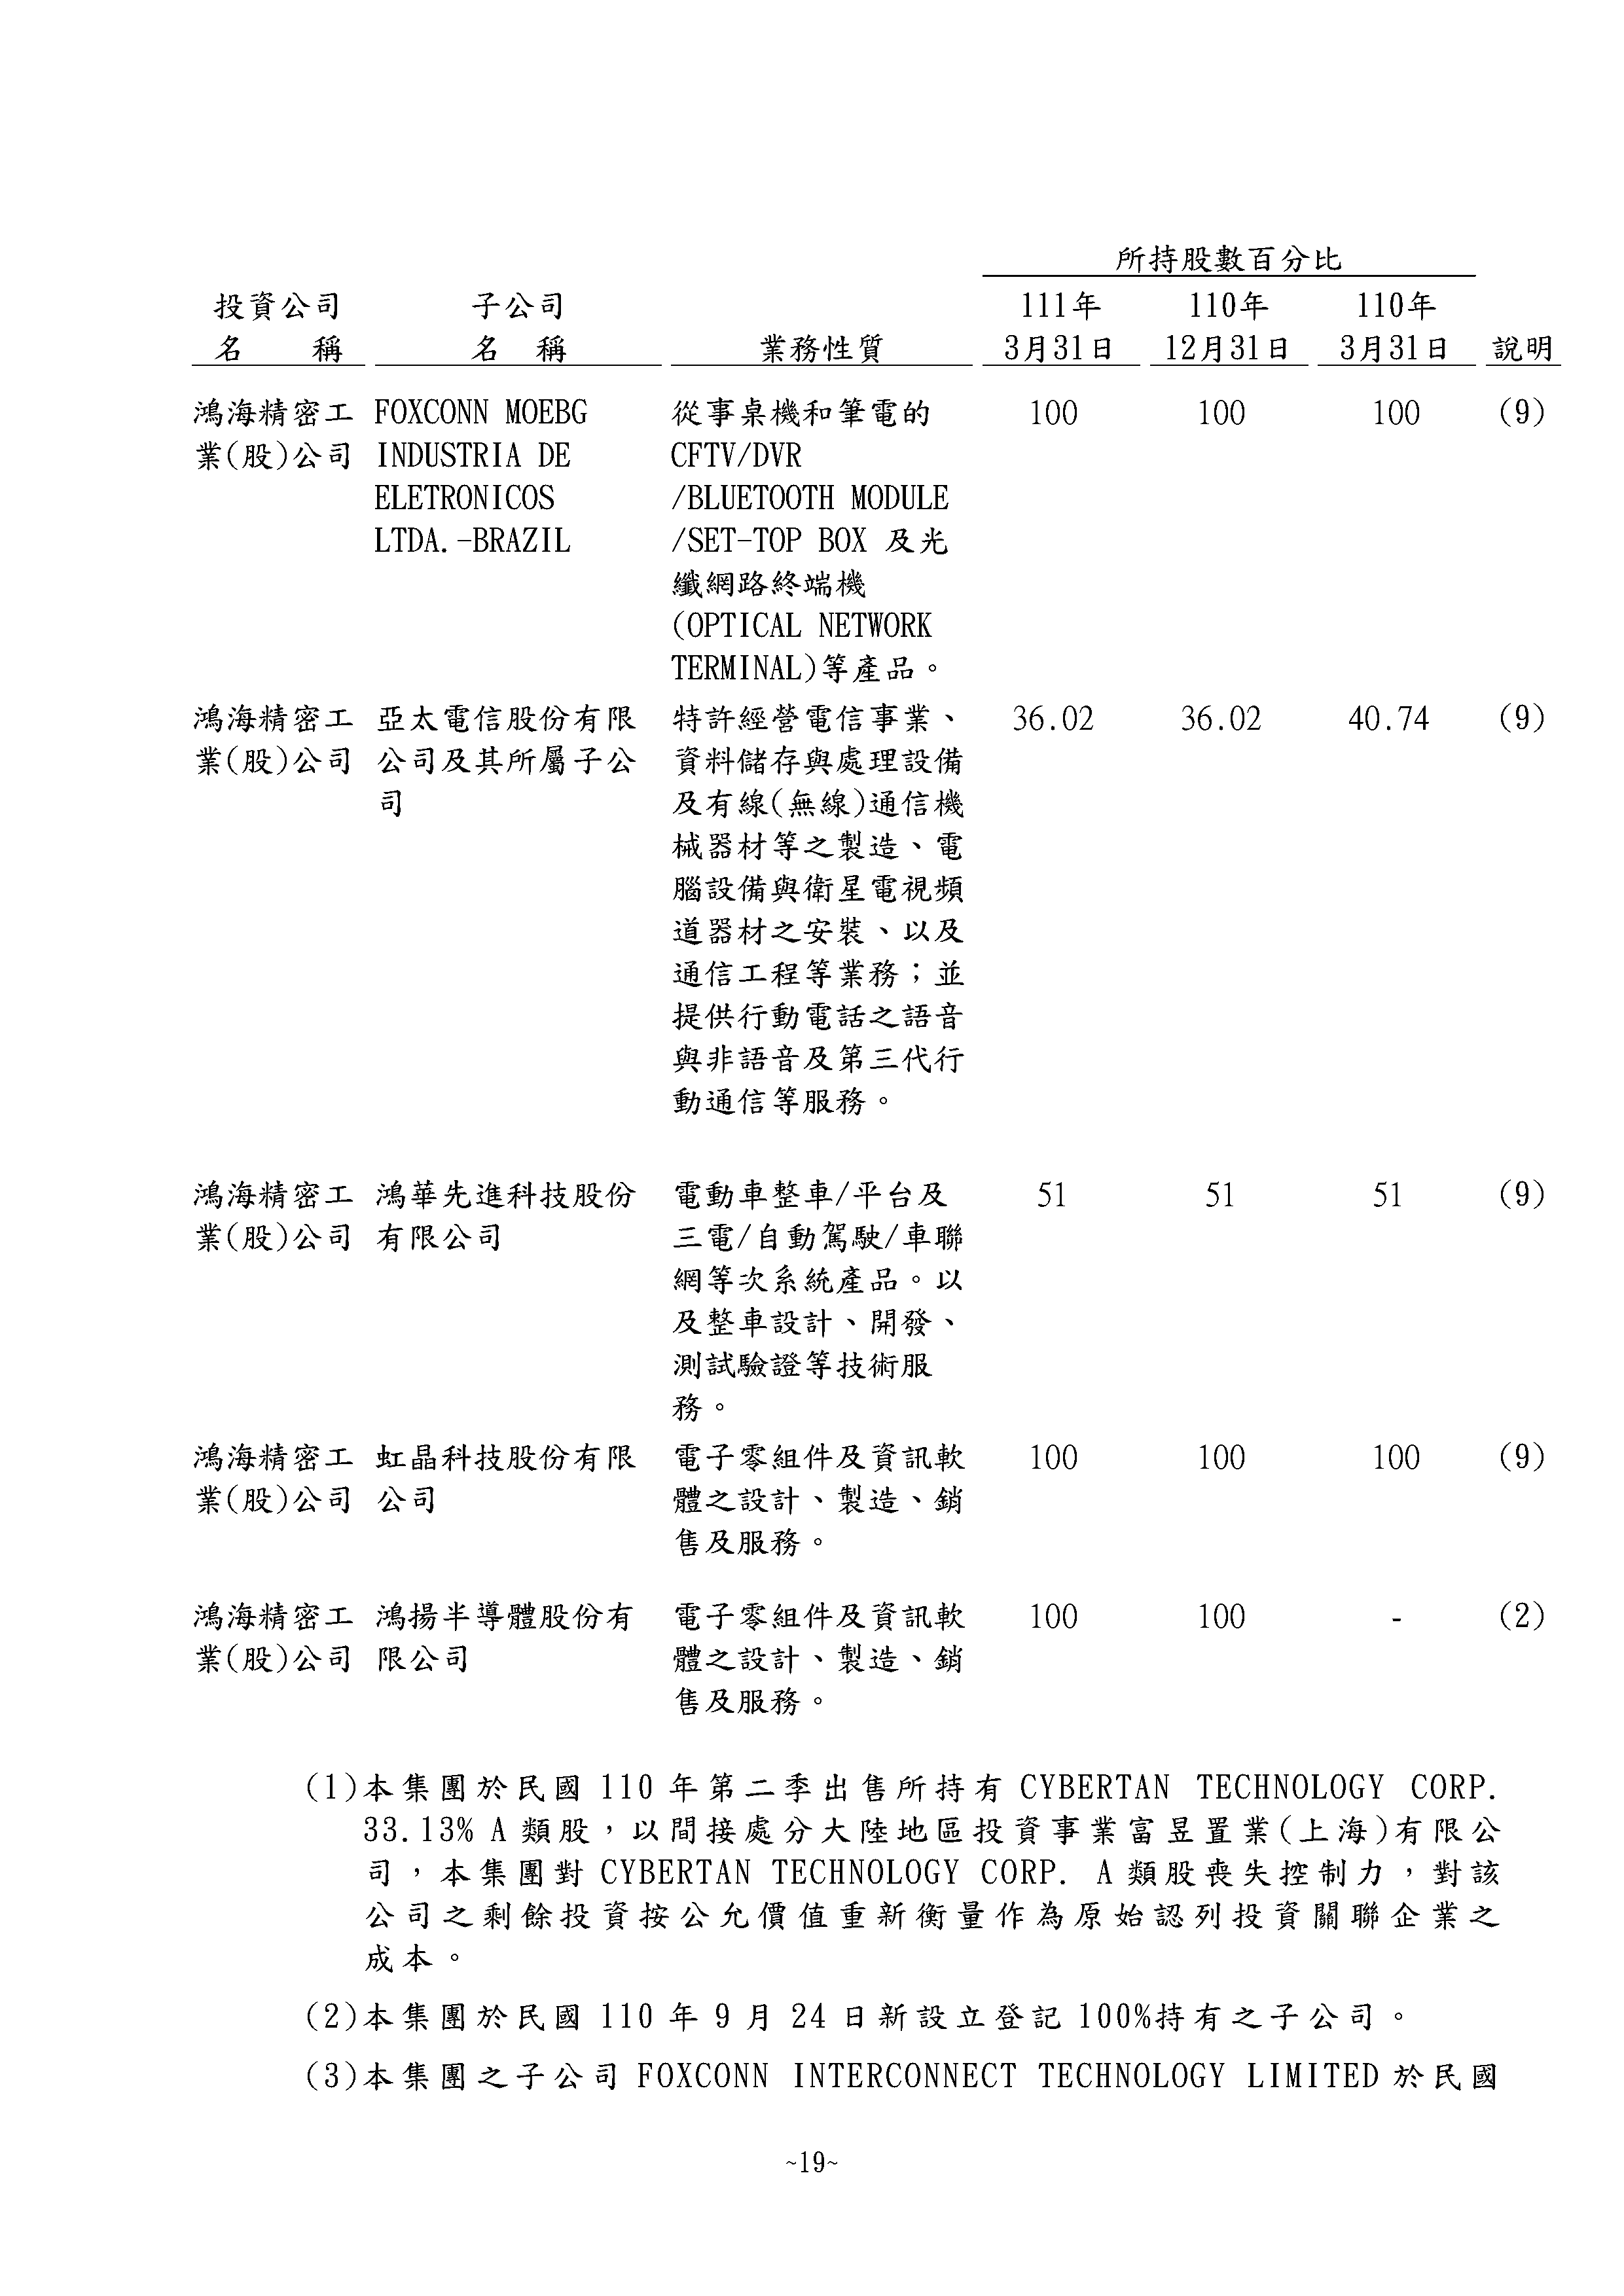 所持股數百分比
投資公司 子公司 111年 110年 110年
名 稱 名 稱 業務性質 3月31日 12月31日 3月31日 說明
鴻海精密工 FOXCONN MOEBG 從事桌機和筆電的 100 100 100 (9)
業(股)公司 INDUSTRIA DE CFTV/DVR
ELETRONICOS /BLUETOOTH MODULE
LTDA.-BRAZIL /SET-TOP BOX 及光
纖網路終端機
(OPTICAL NETWORK
TERMINAL)等產品。
鴻海精密工 亞太電信股份有限 特許經營電信事業、 36.02 36.02 40.74 (9)
業(股)公司 公司及其所屬子公 資料儲存與處理設備
司 及有線(無線)通信機
械器材等之製造、電
腦設備與衛星電視頻
道器材之安裝、以及
通信工程等業務；並
提供行動電話之語音
與非語音及第三代行
動通信等服務。
鴻海精密工 鴻華先進科技股份 電動車整車/平台及 51 51 51 (9)
業(股)公司 有限公司 三電/自動駕駛/車聯
網等次系統產品。以
及整車設計、開發、
測試驗證等技術服
務。
鴻海精密工 虹晶科技股份有限 電子零組件及資訊軟 100 100 100 (9)
業(股)公司 公司 體之設計、製造、銷
售及服務。
鴻海精密工 鴻揚半導體股份有 電子零組件及資訊軟 100 100 - (2)
業(股)公司 限公司 體之設計、製造、銷
售及服務。
(1)本集團於民國 110 年第二季出售所持有 CYBERTAN TECHNOLOGY CORP.
33.13% A 類股，以間接處分大陸地區投資事業富昱置業(上海)有限公
司，本集團對 CYBERTAN TECHNOLOGY CORP. A 類股喪失控制力，對該
公司之剩餘投資按公允價值重新衡量作為原始認列投資關聯企業之
成本。
(2)本集團於民國 110 年 9 月 24 日新設立登記 100%持有之子公司。
(3)本集團之子公司 FOXCONN INTERCONNECT TECHNOLOGY LIMITED 於民國
~19~